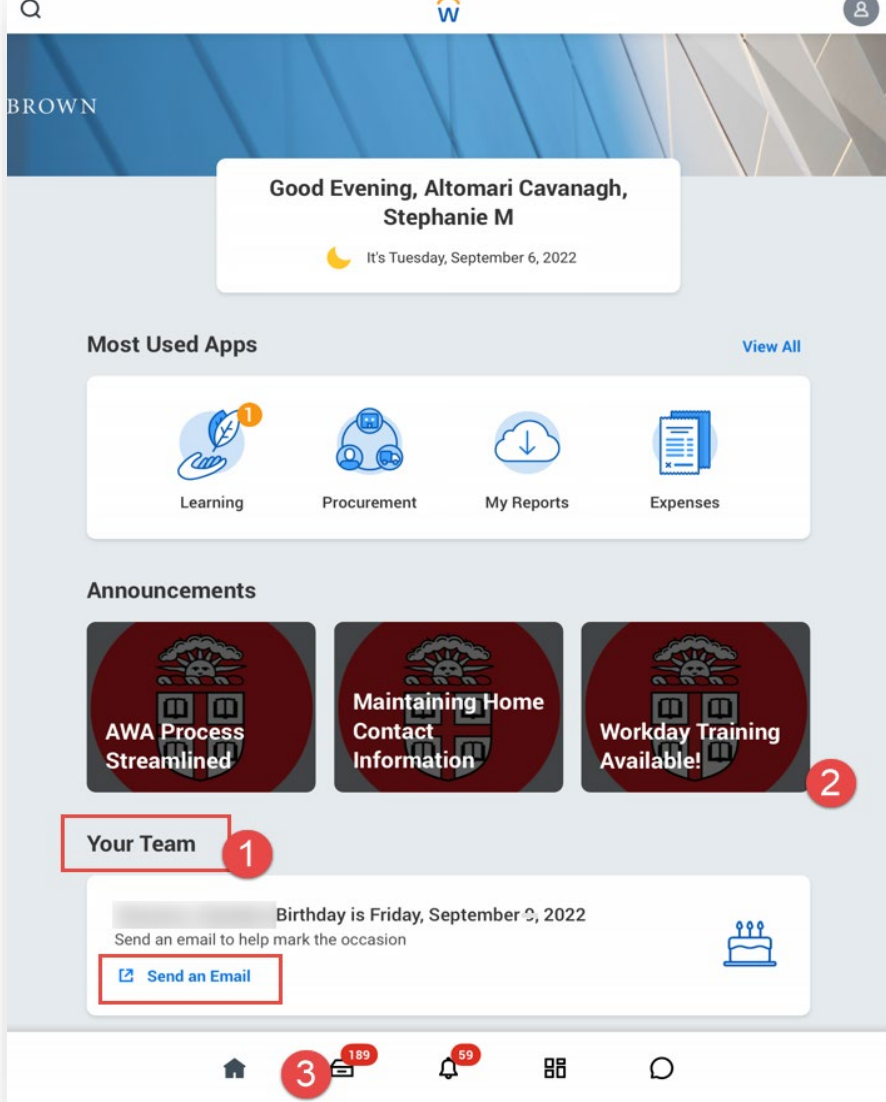 W
BROWN
Good Evening, Altomari Cavanagh,
Stephanie M
It's Tuesday, September 6, 2022
Most Used Apps
View All
1
Learning
Procurement
My Reports
Expenses
Announcements
AWA Process
Streamlined
Maintaining Home
Contact
Information
Workday Training
Available!
2
Your Team
1
Birthday is Friday, September 9, 2022
Send an email to help mark the occasion
Send an Email
3
189
59